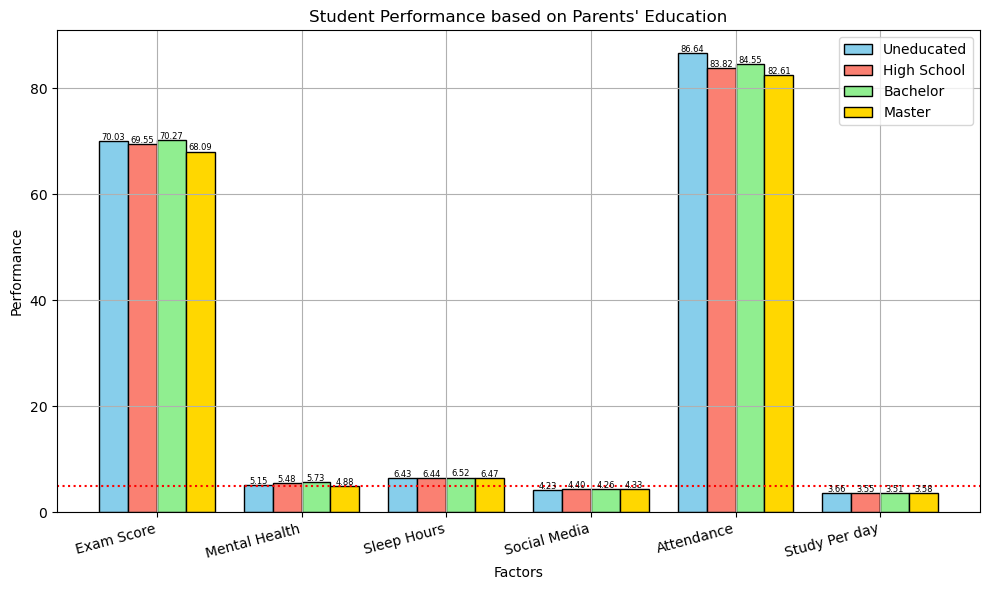 Student Performance based on Parents' Education
Performance
80
60
40
20
0
86.64
83.82
84.55
82.61
70.03
69.55
70.27
68.09
5.15
5.48
5.73
4.88
6.43
6.44
6.52
6.47
4.23
4.40
4.26
4.33
3.66
3.55
3.51
3.58
Uneducated
High School
Bachelor
Master
Exam Score
Mental Health
Sleep Hours
Social Media
Attendance
Study Per day
Factors